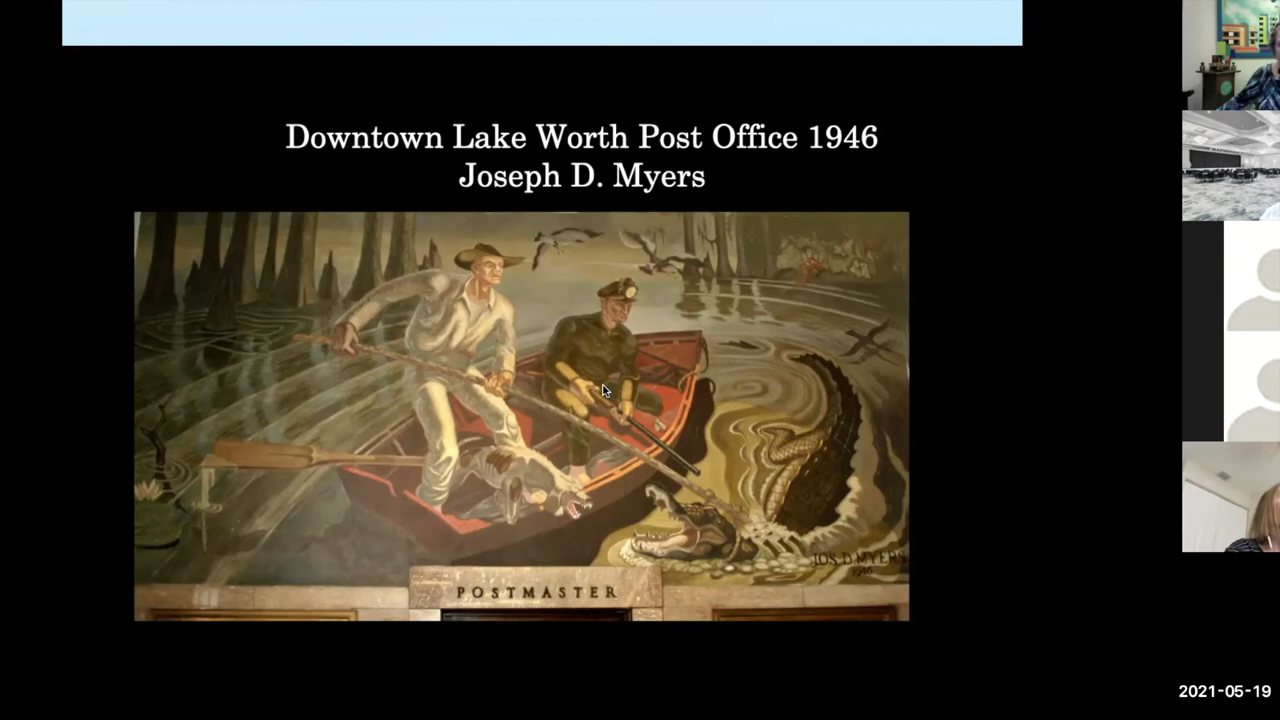 Downtown Lake Worth Post Office 1946
Joseph D. Myers
JOS.D.MYERS
POSTMASTER
2021-05-19